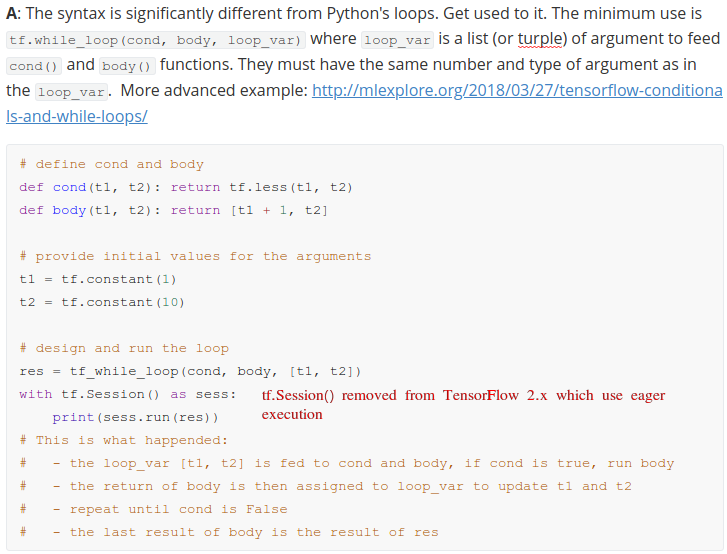 A: The syntax is significantly different from Python's loops. Get used to it. The minimum use is
tf.while_loop(cond, body, loop_var) where loop_var is a list (or turple) of argument to feed
cond() and body() functions. They must have the same number and type of argument as in
the loop_var. More advanced example: http://mlexplore.org/2018/03/27/tensorflow-conditiona
ls-and-while-loops/
# define cond and body
def cond(t1, t2): return tf.less(t1, t2)
def body(t1, t2): return [t1 + 1, t2]
# provide initial values for the arguments
t1 = tf.constant(1)
t2 = tf.constant(10)
# design and run the loop
res = tf_while_loop(cond, body, [t1, t2])
with tf.Session() as sess: tf.Session() removed from TensorFlow 2.x which use eager
print(sess.run(res)) execution
# This is what happended:
# - the loop_var [t1, t2] is fed to cond and body, if cond is true, run body
# - the return of body is then assigned to loop_var to update t1 and t2
# - repeat until cond is False
# - the last result of body is the result of res